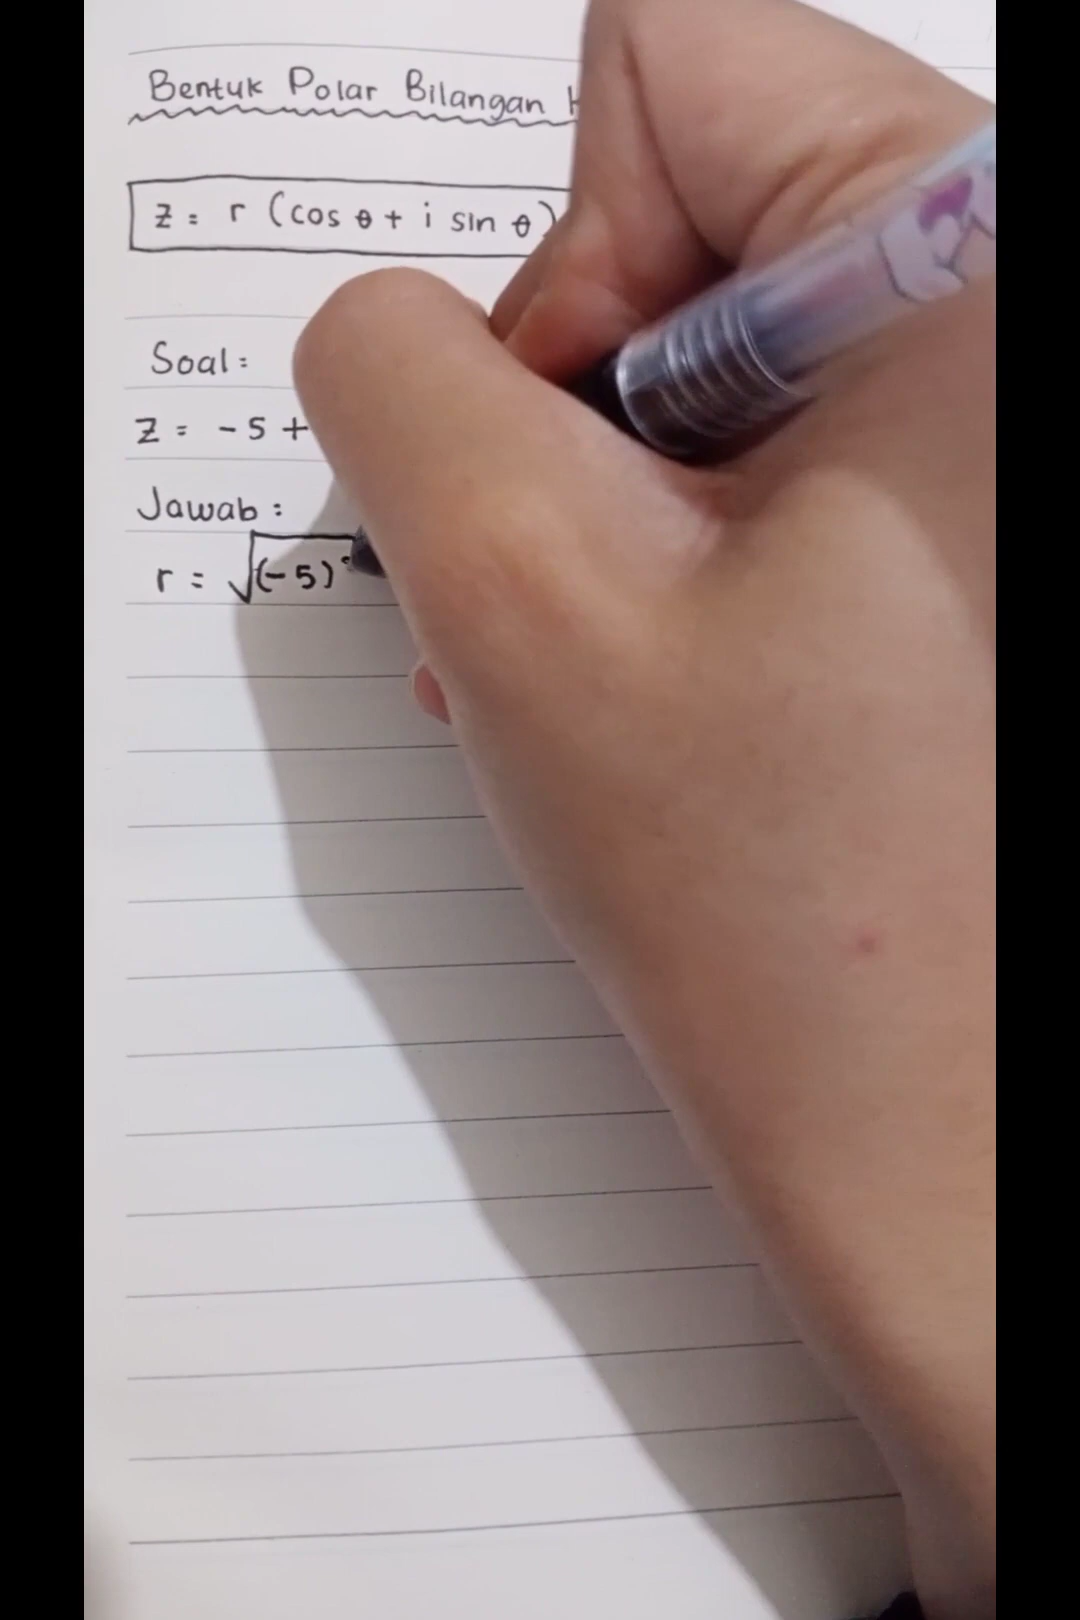 Bentuk Polar Bilangan
z = r (cos θ + i sin θ)
Soal =
z = -5 +
Jawab :
r = √(-5)